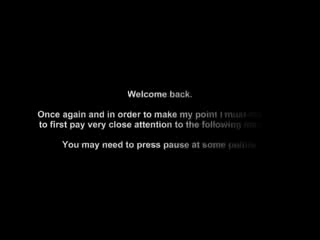 Welcome back.
Once again and in order to make my point I must
to first pay very close attention to the following
You may need to press pause at some points